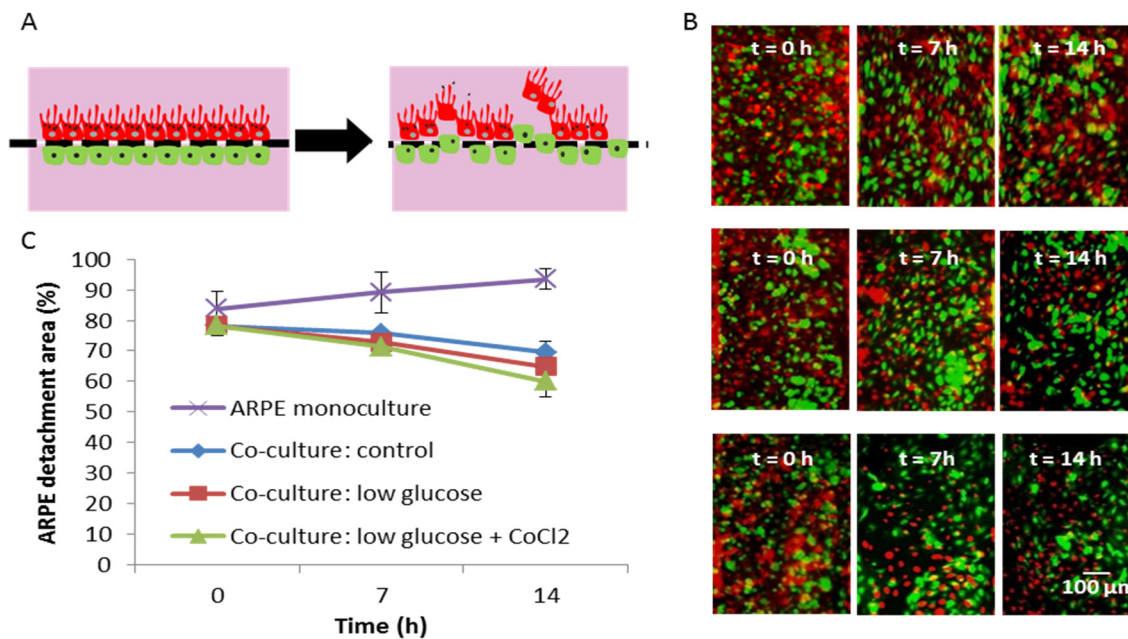 A
B
t = 0 h
t = 7 h
t = 14 h
t = 0 h
t = 7 h
t = 14 h
t = 0 h
t = 7h
t = 14 h
100 µm
C
ARPE detachment area (%)
100
90
80
70
60
50
40
30
20
10
0
ARPE monoculture
Co-culture: control
Co-culture: low glucose
Co-culture: low glucose + CoCl2
0
7
14
Time (h)